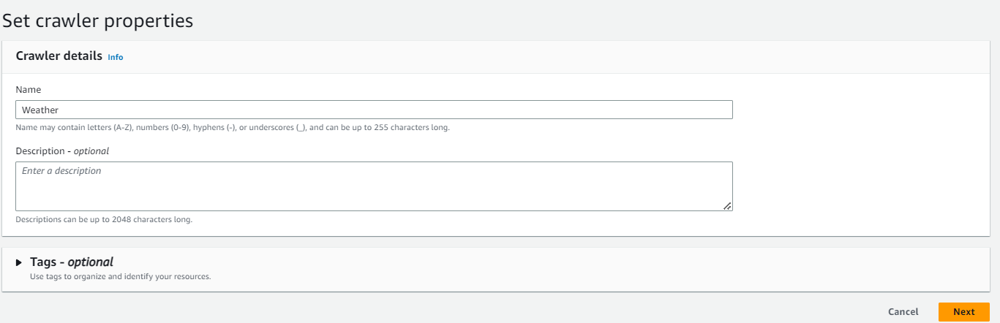 Set crawler properties
Crawler details Info
Name
Weather
Name may contain letters (A-Z), numbers (0-9), hyphens (-), or underscores (_), and can be up to 255 characters long.
Description - optional
Enter a description
Descriptions can be up to 2048 characters long.
Tags - optional
Use tags to organize and identify your resources.
Cancel Next